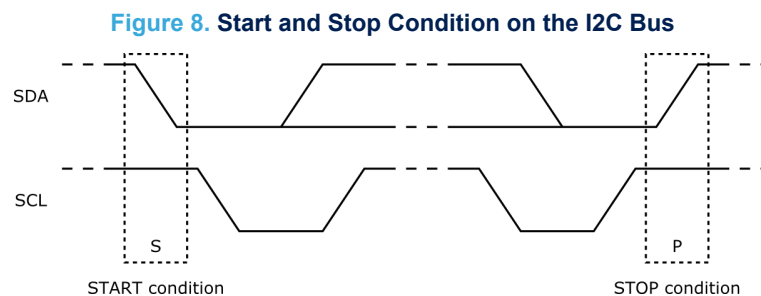 Figure 8. Start and Stop Condition on the I2C Bus
SDA
SCL
S
P
START condition
STOP condition